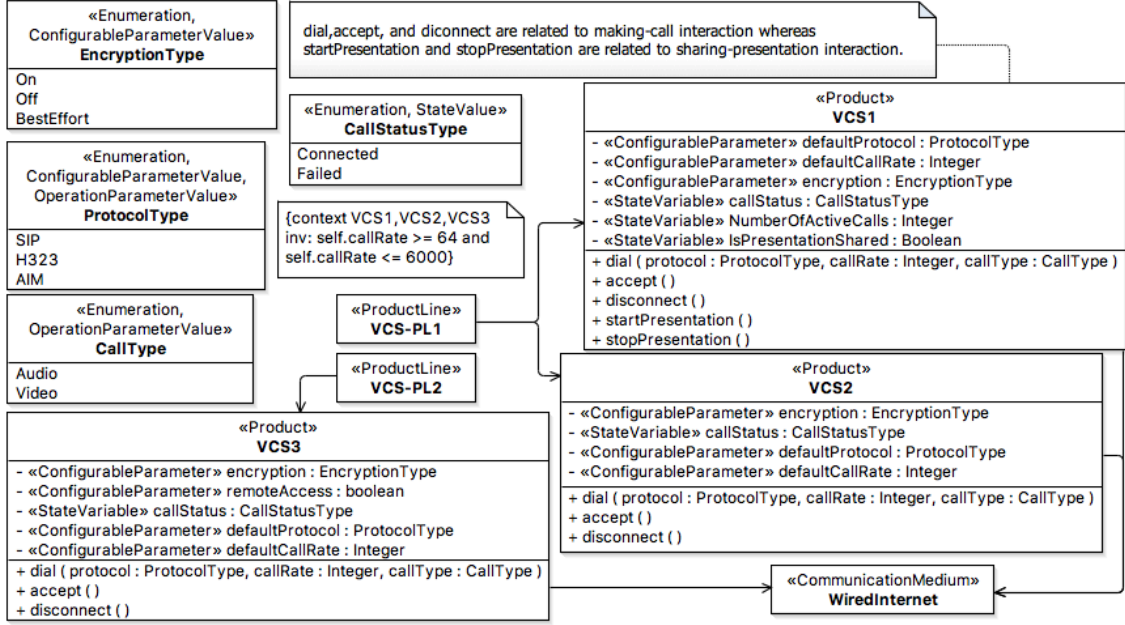 «Enumeration,
ConfigurableParameterValue»
EncryptionType
On
Off
BestEffort
dial,accept, and diconnect are related to making-call interaction whereas
startPresentation and stopPresentation are related to sharing-presentation interaction.
«Enumeration, StateValue»
CallStatusType
Connected
Failed
«Product»
VCS1
- «ConfigurableParameter» defaultProtocol : ProtocolType
- «ConfigurableParameter» defaultCallRate : Integer
- «ConfigurableParameter» encryption : EncryptionType
- «StateVariable» callStatus : CallStatusType
- «StateVariable» NumberOfActiveCalls : Integer
- «StateVariable» IsPresentationShared : Boolean
+ dial ( protocol : ProtocolType, callRate : Integer, callType : CallType )
+ accept ( )
+ disconnect ( )
+ startPresentation ( )
+ stopPresentation ( )
«Enumeration,
ConfigurableParameterValue,
OperationParameterValue»
ProtocolType
SIP
H323
AIM
{context VCS1,VCS2,VCS3
inv: self.callRate >= 64 and
self.callRate <= 6000}
«Enumeration,
OperationParameterValue»
CallType
Audio
Video
«ProductLine»
VCS-PL1
«ProductLine»
VCS-PL2
«Product»
VCS2
- «ConfigurableParameter» encryption : EncryptionType
- «StateVariable» callStatus : CallStatusType
- «ConfigurableParameter» defaultProtocol : ProtocolType
- «ConfigurableParameter» defaultCallRate : Integer
+ dial ( protocol : ProtocolType, callRate : Integer, callType : CallType )
+ accept ( )
+ disconnect ( )
«Product»
VCS3
- «ConfigurableParameter» encryption : EncryptionType
- «ConfigurableParameter» remoteAccess : boolean
- «StateVariable» callStatus : CallStatusType
- «ConfigurableParameter» defaultProtocol : ProtocolType
- «ConfigurableParameter» defaultCallRate : Integer
+ dial ( protocol : ProtocolType, callRate : Integer, callType : CallType )
+ accept ( )
+ disconnect ( )
«CommunicationMedium»
WiredInternet